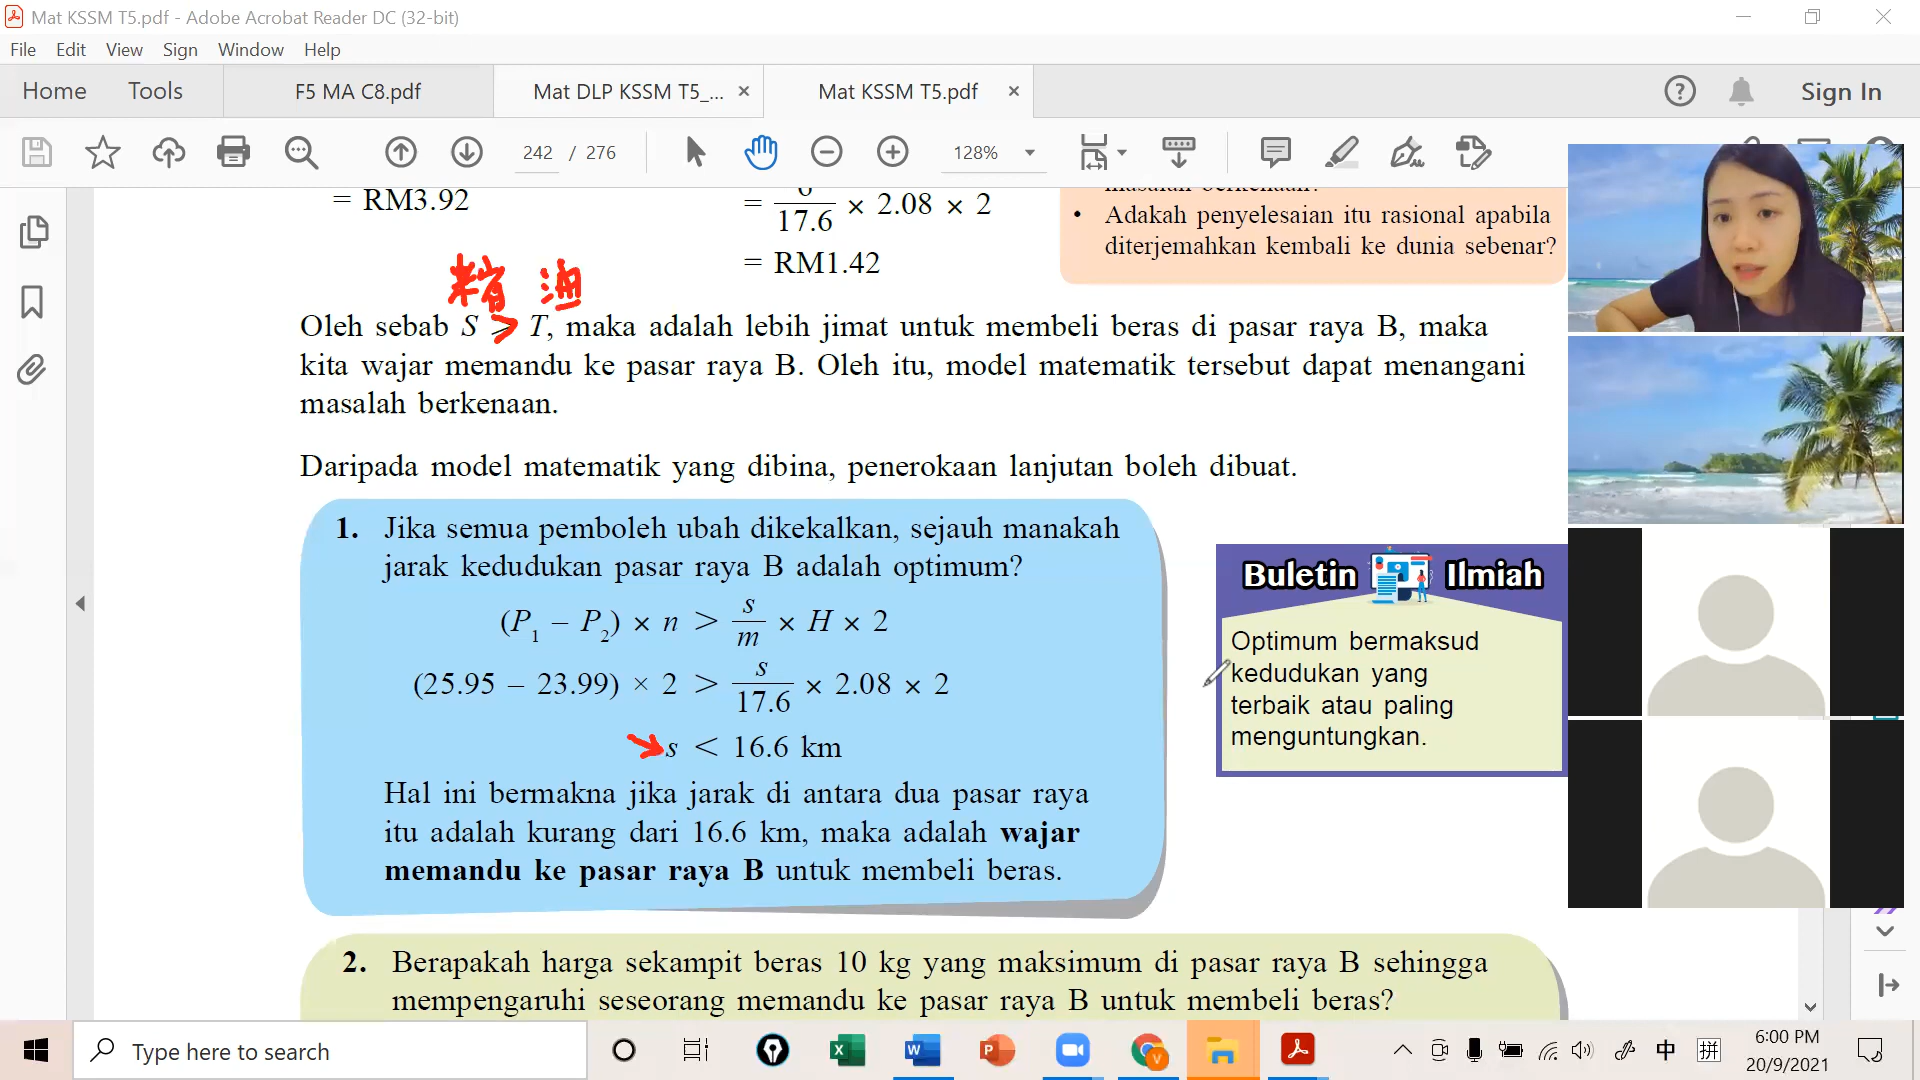 Mat KSSM T5.pdf - Adobe Acrobat Reader DC (32-bit)
File Edit View Sign Window Help
Home Tools F5 MA C8.pdf Mat DLP KSSM T5_... Mat KSSM T5.pdf Sign In
242 / 276 128%
= RM3.92
= 6/17.6 × 2.08 × 2
= RM1.42
masalah berkenaan?
• Adakah penyelesaian itu rasional apabila
diterjemahkan kembali ke dunia sebenar?
油
Oleh sebab S > T, maka adalah lebih jimat untuk membeli beras di pasar raya B, maka
kita wajar memandu ke pasar raya B. Oleh itu, model matematik tersebut dapat menangani
masalah berkenaan.
Daripada model matematik yang dibina, penerokaan lanjutan boleh dibuat.
1. Jika semua pemboleh ubah dikekalkan, sejauh manakah
jarak kedudukan pasar raya B adalah optimum?
(P₁ – P₂) × n > s/m × H × 2
(25.95 – 23.99) × 2 > s/17.6 × 2.08 × 2
s < 16.6 km
Hal ini bermakna jika jarak di antara dua pasar raya
itu adalah kurang dari 16.6 km, maka adalah wajar
memandu ke pasar raya B untuk membeli beras.
Buletin Ilmiah
Optimum bermaksud
kedudukan yang
terbaik atau paling
menguntungkan.
2. Berapakah harga sekampit beras 10 kg yang maksimum di pasar raya B sehingga
mempengaruhi seseorang memandu ke pasar raya B untuk membeli beras?
Type here to search
中 拼
6:00 PM
20/9/2021